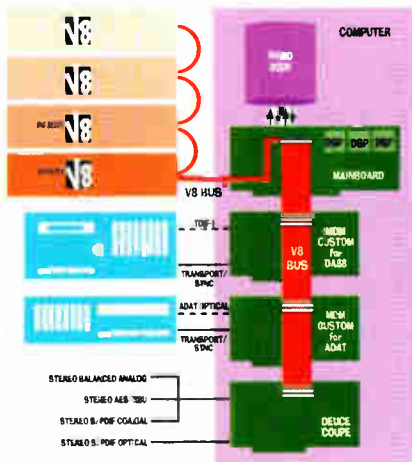 V8
V8
V8
V8
COMPUTER
DSP DSP DSP
MAINBOARD
V8 BUS
V8
BUS
TDIF-1
TRANSPORT/
SYNC
MDM
CUSTOM
for
DA88
ADAT OPTICAL
TRANSPORT/
SYNC
MDM
CUSTOM
for
ADAT
STEREO BALANCED ANALOG
STEREO AES/EBU
STEREO S/PDIF COAXIAL
STEREO S/PDIF OPTICAL
DEUCE
COUPE